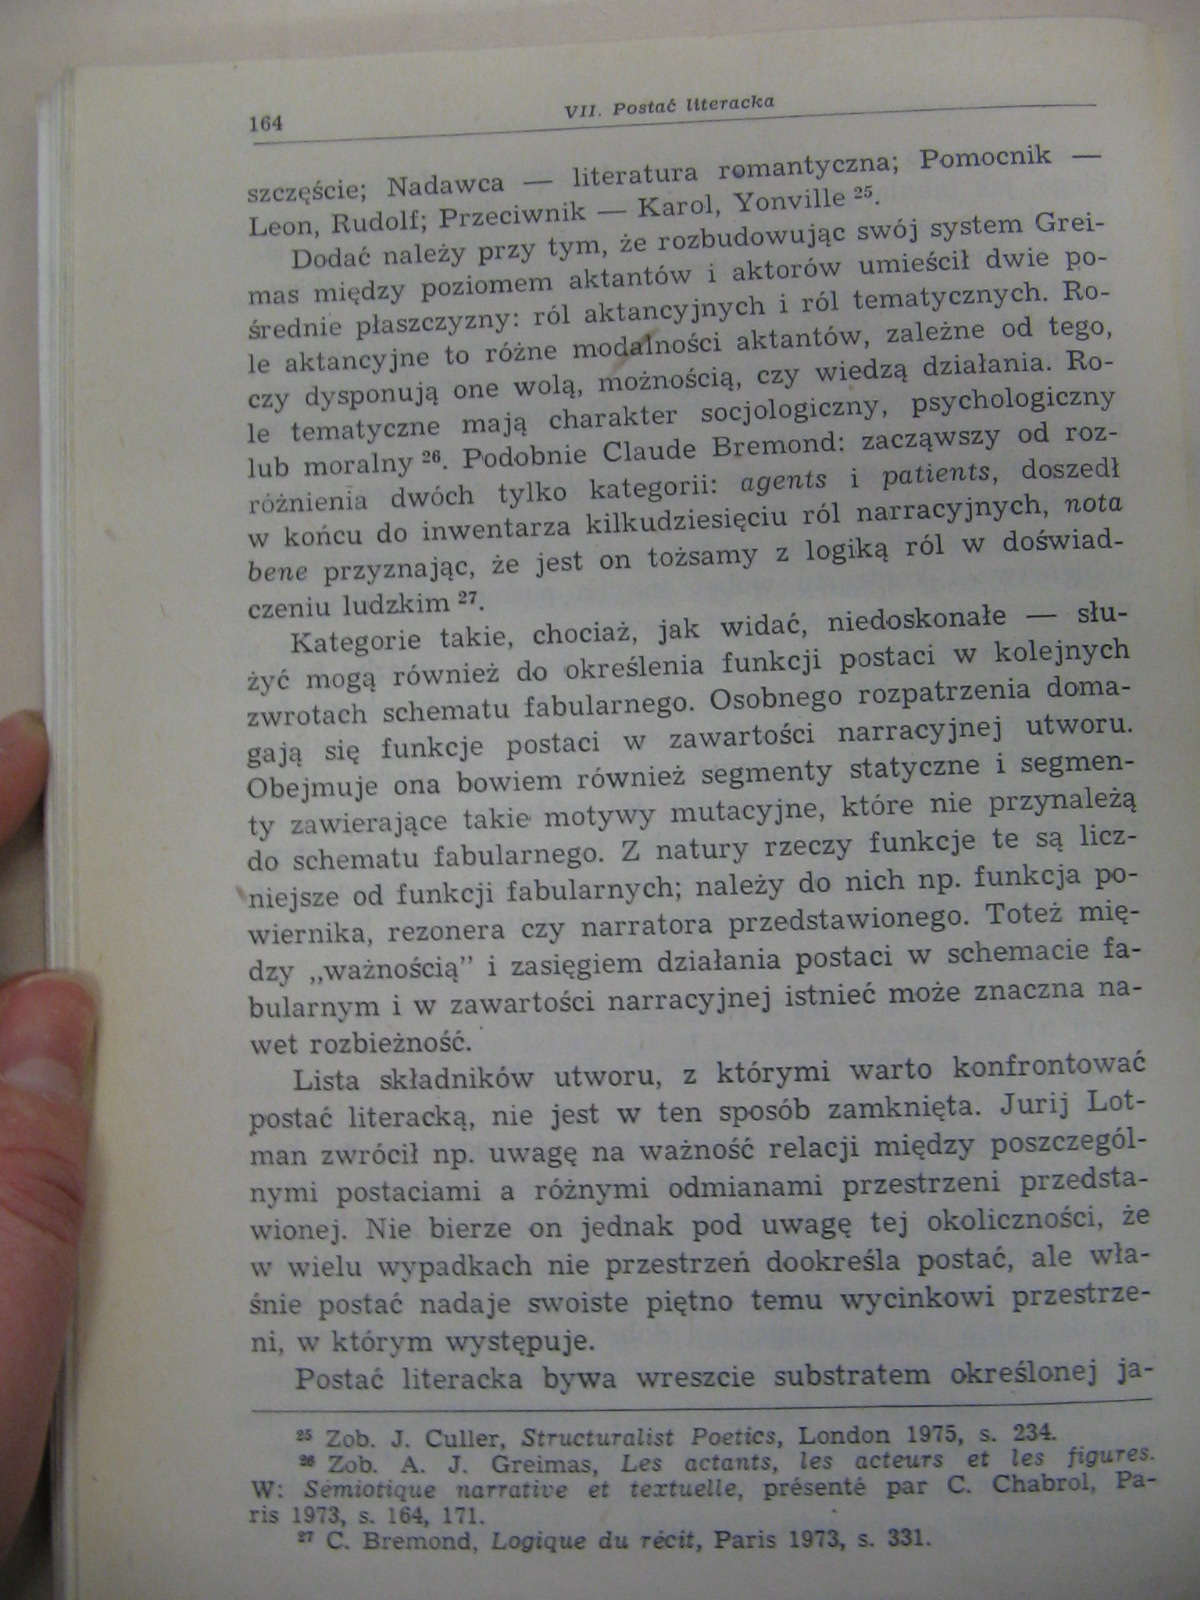 164
VII. Postać literacka
szczęście; Nadawca — literatura romantyczna; Pomocnik —
Leon, Rudolf; Przeciwnik — Karol, Yonville ²⁵.
Dodać należy przy tym, że rozbudowując swój system Grei-
mas między poziomem aktantów i aktorów umieścił dwie po-
średnie płaszczyzny: ról aktancyjnych i ról tematycznych. Ro-
le aktancyjne to różne modalności aktantów, zależne od tego,
czy dysponują one wolą, możnością, czy wiedzą działania. Ro-
le tematyczne mają charakter socjologiczny, psychologiczny
lub moralny ²⁶. Podobnie Claude Bremond: zacząwszy od roz-
różnienia dwóch tylko kategorii: agents i patients, doszedł
w końcu do inwentarza kilkudziesięciu ról narracyjnych, nota
bene przyznając, że jest on tożsamy z logiką ról w doświad-
czeniu ludzkim ²⁷.
Kategorie takie, chociaż, jak widać, niedoskonałe — słu-
żyć mogą również do określenia funkcji postaci w kolejnych
zwrotach schematu fabularnego. Osobnego rozpatrzenia doma-
gają się funkcje postaci w zawartości narracyjnej utworu.
Obejmuje ona bowiem również segmenty statyczne i segmen-
ty zawierające takie motywy mutacyjne, które nie przynależą
do schematu fabularnego. Z natury rzeczy funkcje te są licz-
niejsze od funkcji fabularnych; należy do nich np. funkcja po-
wiernika, rezonera czy narratora przedstawionego. Toteż mię-
dzy „ważnością” i zasięgiem działania postaci w schemacie fa-
bularnym i w zawartości narracyjnej istnieć może znaczna na-
wet rozbieżność.
Lista składników utworu, z którymi warto konfrontować
postać literacką, nie jest w ten sposób zamknięta. Jurij Lot-
man zwrócił np. uwagę na ważność relacji między poszczegól-
nymi postaciami a różnymi odmianami przestrzeni przedsta-
wionej. Nie bierze on jednak pod uwagę tej okoliczności, że
w wielu wypadkach nie przestrzeń dookreśla postać, ale wła-
śnie postać nadaje swoiste piętno temu wycinkowi przestrze-
ni, w którym występuje.
Postać literacka bywa wreszcie substratem określonej ja-
²⁵ Zob. J. Culler, Structuralist Poetics, London 1975, s. 234.
²⁶ Zob. A. J. Greimas, Les actants, les acteurs et les figures.
W: Sémiotique narrative et textuelle, présenté par C. Chabrol, Pa-
ris 1973, s. 164, 171.
²⁷ C. Bremond, Logique du récit, Paris 1973, s. 331.